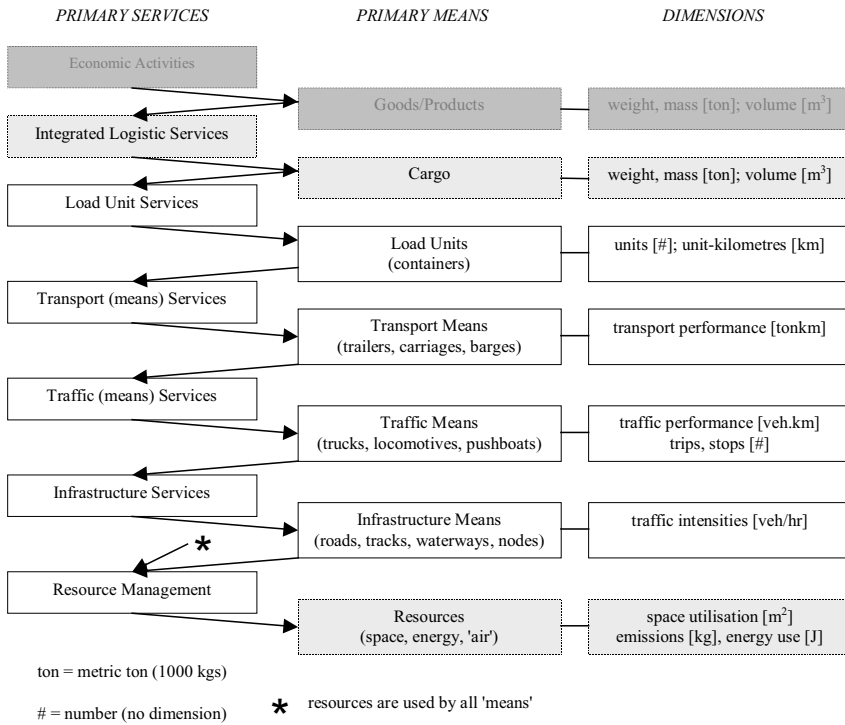 PRIMARY SERVICES
PRIMARY MEANS
DIMENSIONS
Economic Activities
Goods/Products
weight, mass [ton]; volume [m³]
Integrated Logistic Services
Cargo
weight, mass [ton]; volume [m³]
Load Unit Services
Load Units
(containers)
units [#]; unit-kilometres [km]
Transport (means) Services
Transport Means
(trailers, carriages, barges)
transport performance [tonkm]
Traffic (means) Services
Traffic Means
(trucks, locomotives, pushboats)
traffic performance [veh.km]
trips, stops [#]
Infrastructure Services
Infrastructure Means
(roads, tracks, waterways, nodes)
traffic intensities [veh/hr]
*
Resource Management
Resources
(space, energy, 'air')
space utilisation [m²]
emissions [kg], energy use [J]
ton = metric ton (1000 kgs)
# = number (no dimension)
* resources are used by all 'means'